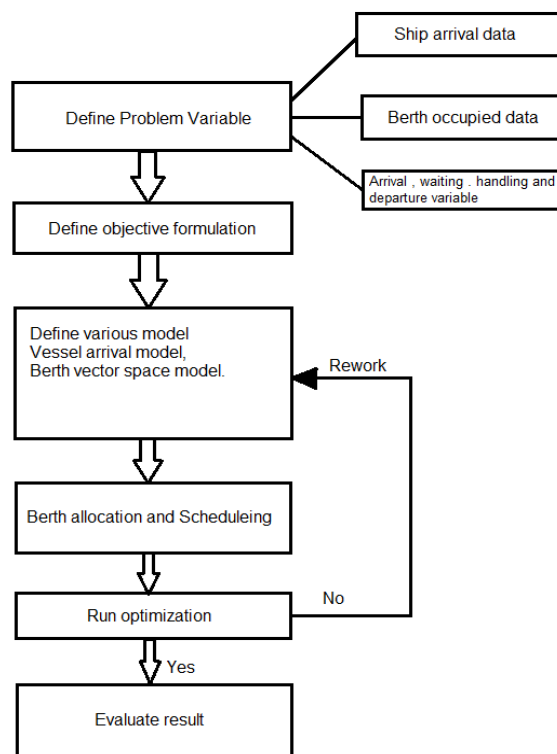 Ship arrival data
Define Problem Variable
Berth occupied data
Arrival , waiting . handling and
departure variable
Define objective formulation
Define various model
Vessel arrival model,
Berth vector space model.
Rework
Berth allocation and Scheduleing
Run optimization
No
Yes
Evaluate result